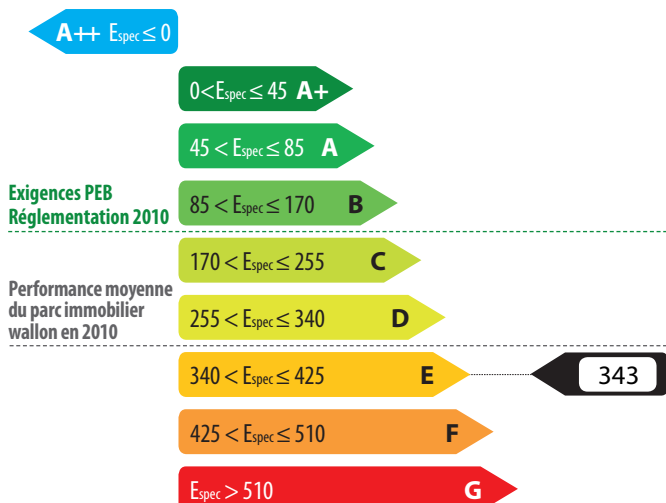 A++ Espec ≤ 0
0<Espec ≤ 45 A+
45 < Espec ≤ 85 A
Exigences PEB
Réglementation 2010
85 < Espec ≤ 170 B
170 < Espec ≤ 255 C
Performance moyenne
du parc immobilier
wallon en 2010
255 < Espec ≤ 340 D
340 < Espec ≤ 425 E 343
425 < Espec ≤ 510 F
Espec > 510 G